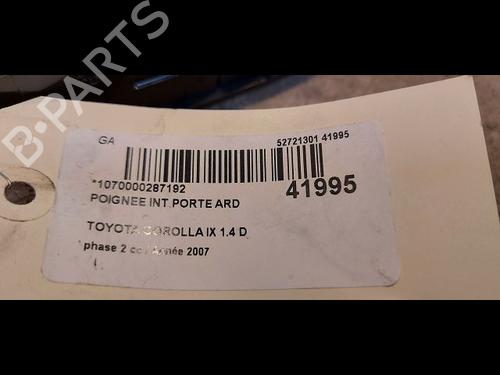 B-PARTS
GA
52721301 41995
*1070000287192
41995
POIGNEE INT PORTE ARD
TOYOTA COROLLA IX 1.4 D
phase 2 année 2007